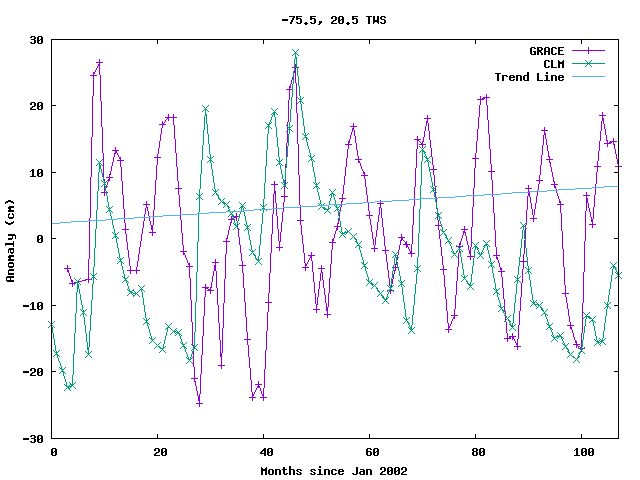 -75.5, 20.5 TWS
GRACE
CLM
Trend Line
30
20
10
0
-10
-20
-30
Anomaly (cm)
0 20 40 60 80 100
Months since Jan 2002